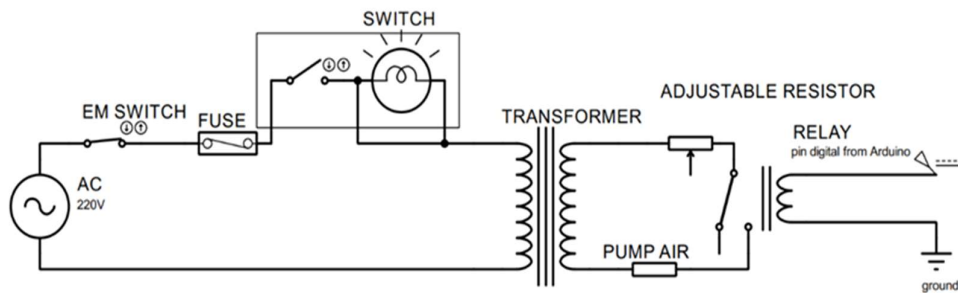 SWITCH
EM SWITCH
FUSE
TRANSFORMER
ADJUSTABLE RESISTOR
RELAY
pin digital from Arduino
AC
220V
PUMP AIR
ground